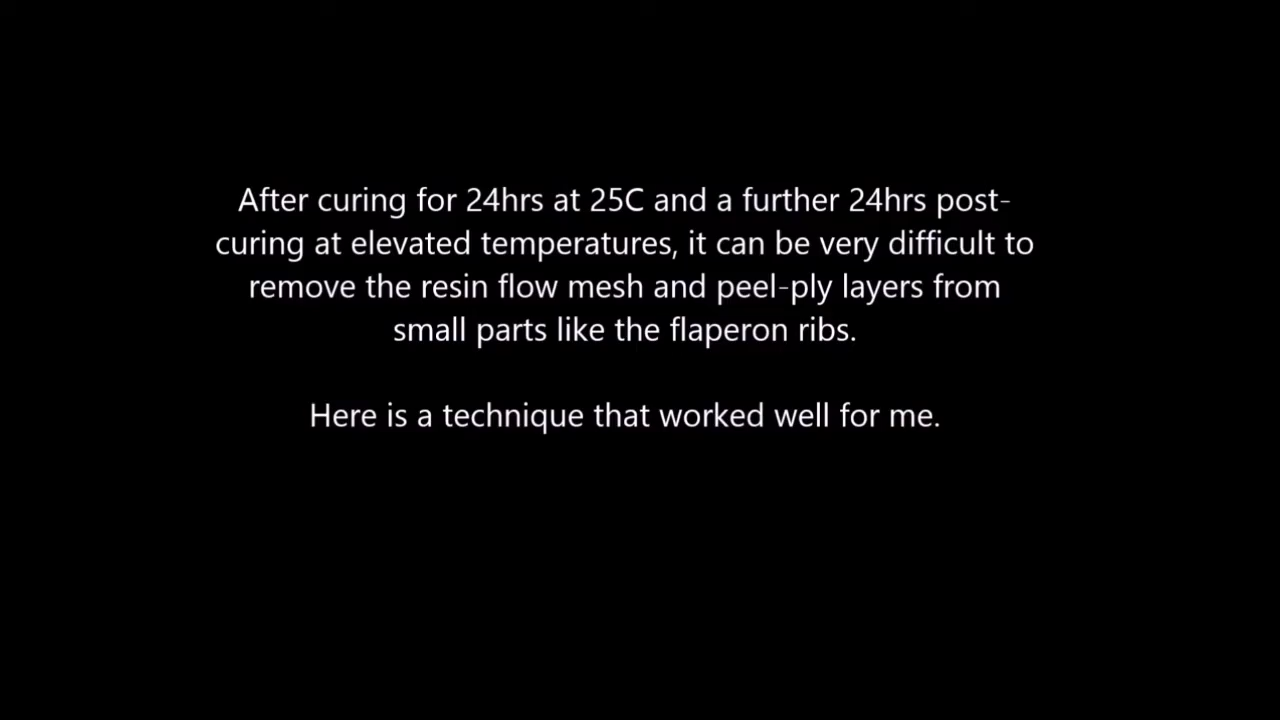 After curing for 24hrs at 25C and a further 24hrs post-
curing at elevated temperatures, it can be very difficult to
remove the resin flow mesh and peel-ply layers from
small parts like the flaperon ribs.
Here is a technique that worked well for me.